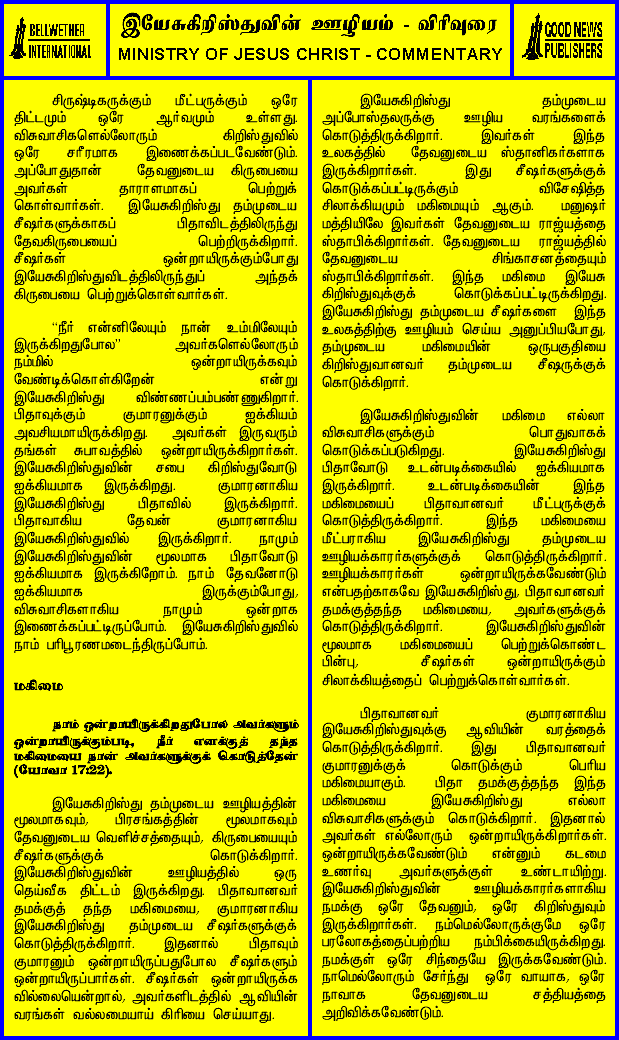 BELLWETHER
INTERNATIONAL
இயேசுகிறிஸ்துவின் ஊழியம் - விரிவுரை
MINISTRY OF JESUS CHRIST - COMMENTARY
GOOD NEWS
PUBLISHERS
சிருஷ்டிகருக்கும் மீட்பருக்கும் ஒரே
திட்டமும் ஒரே ஆர்வமும் உள்ளது.
விசுவாசிகளெல்லோரும் கிறிஸ்துவில்
ஒரே சரீரமாக இணைக்கப்படவேண்டும்.
அப்போதுதான் தேவனுடைய கிருபையை
அவர்கள் தாராளமாகப் பெற்றுக்
கொள்வார்கள். இயேசுகிறிஸ்து தம்முடைய
சீஷர்களுக்காகப் பிதாவிடத்திலிருந்து
தேவகிருபையைப் பெற்றிருக்கிறார்.
சீஷர்கள் ஒன்றாயிருக்கும்போது
இயேசுகிறிஸ்துவிடத்திலிருந்துப் அந்தக்
கிருபையை பெற்றுக்கொள்வார்கள்.
“நீர் என்னிலேயும் நான் உம்மிலேயும்
இருக்கிறதுபோல” அவர்களெல்லோரும்
நம்மில் ஒன்றாயிருக்கவும்
வேண்டிக்கொள்கிறேன் என்று
இயேசுகிறிஸ்து விண்ணப்பம்பண்ணுகிறார்.
பிதாவுக்கும் குமாரனுக்கும் ஐக்கியம்
அவசியமாயிருக்கிறது. அவர்கள் இருவரும்
தங்கள் சுபாவத்தில் ஒன்றாயிருக்கிறார்கள்.
இயேசுகிறிஸ்துவின் சபை கிறிஸ்துவோடு
ஐக்கியமாக இருக்கிறது. குமாரனாகிய
இயேசுகிறிஸ்து பிதாவில் இருக்கிறார்.
பிதாவாகிய தேவன் குமாரனாகிய
இயேசுகிறிஸ்துவில் இருக்கிறார். நாமும்
இயேசுகிறிஸ்துவின் மூலமாக பிதாவோடு
ஐக்கியமாக இருக்கிறோம். நாம் தேவனோடு
ஐக்கியமாக இருக்கும்போது,
விசுவாசிகளாகிய நாமும் ஒன்றாக
இணைக்கப்பட்டிருப்போம். இயேசுகிறிஸ்துவில்
நாம் பரிபூரணமடைந்திருப்போம்.
மகிமை
நாம் ஒன்றாயிருக்கிறதுபோல அவர்களும்
ஒன்றாயிருக்கும்படி, நீர் எனக்குத் தந்த
மகிமையை நான் அவர்களுக்குக் கொடுத்தேன்
(யோவா 17:22).
இயேசுகிறிஸ்து தம்முடைய ஊழியத்தின்
மூலமாகவும், பிரசங்கத்தின் மூலமாகவும்
தேவனுடைய வெளிச்சத்தையும், கிருபையையும்
சீஷர்களுக்குக் கொடுக்கிறார்.
இயேசுகிறிஸ்துவின் ஊழியத்தில் ஒரு
தெய்வீக திட்டம் இருக்கிறது. பிதாவானவர்
தமக்குத் தந்த மகிமையை, குமாரனாகிய
இயேசுகிறிஸ்து தம்முடைய சீஷர்களுக்குக்
கொடுத்திருக்கிறார். இதனால் பிதாவும்
குமாரனும் ஒன்றாயிருப்பதுபோல சீஷர்களும்
ஒன்றாயிருப்பார்கள். சீஷர்கள் ஒன்றாயிருக்க
வில்லையென்றால், அவர்களிடத்தில் ஆவியின்
வரங்கள் வல்லமையாய் கிரியை செய்யாது.
இயேசுகிறிஸ்து தம்முடைய
அப்போஸ்தலருக்கு ஊழிய வரங்களைக்
கொடுத்திருக்கிறார். இவர்கள் இந்த
உலகத்தில் தேவனுடைய ஸ்தானிகர்களாக
இருக்கிறார்கள். இது சீஷர்களுக்குக்
கொடுக்கப்பட்டிருக்கும் விசேஷித்த
சிலாக்கியமும் மகிமையும் ஆகும். மனுஷர்
மத்தியிலே இவர்கள் தேவனுடைய ராஜ்யத்தை
ஸ்தாபிக்கிறார்கள். தேவனுடைய ராஜ்யத்தில்
தேவனுடைய சிங்காசனத்தையும்
ஸ்தாபிக்கிறார்கள். இந்த மகிமை இயேசு
கிறிஸ்துவுக்குக் கொடுக்கப்பட்டிருக்கிறது.
இயேசுகிறிஸ்து தம்முடைய சீஷர்களை இந்த
உலகத்திற்கு ஊழியம் செய்ய அனுப்பியபோது,
தம்முடைய மகிமையின் ஒருபகுதியை
கிறிஸ்துவானவர் தம்முடைய சீஷருக்குக்
கொடுக்கிறார்.
இயேசுகிறிஸ்துவின் மகிமை எல்லா
விசுவாசிகளுக்கும் பொதுவாகக்
கொடுக்கப்படுகிறது. இயேசுகிறிஸ்து
பிதாவோடு உடன்படிக்கையில் ஐக்கியமாக
இருக்கிறார். உடன்படிக்கையின் இந்த
மகிமையைப் பிதாவானவர் மீட்பருக்குக்
கொடுத்திருக்கிறார். இந்த மகிமையை
மீட்பராகிய இயேசுகிறிஸ்து தம்முடைய
ஊழியக்காரர்களுக்குக் கொடுத்திருக்கிறார்.
ஊழியக்காரர்கள் ஒன்றாயிருக்கவேண்டும்
என்பதற்காகவே இயேசுகிறிஸ்து, பிதாவானவர்
தமக்குத்தந்த மகிமையை, அவர்களுக்குக்
கொடுத்திருக்கிறார். இயேசுகிறிஸ்துவின்
மூலமாக மகிமையைப் பெற்றுக்கொண்ட
பின்பு, சீஷர்கள் ஒன்றாயிருக்கும்
சிலாக்கியத்தைப் பெற்றுக்கொள்வார்கள்.
பிதாவானவர் குமாரனாகிய
இயேசுகிறிஸ்துவுக்கு ஆவியின் வரத்தைக்
கொடுத்திருக்கிறார். இது பிதாவானவர்
குமாரனுக்குக் கொடுக்கும் பெரிய
மகிமையாகும். பிதா தமக்குத்தந்த இந்த
மகிமையை இயேசுகிறிஸ்து எல்லா
விசுவாசிகளுக்கும் கொடுக்கிறார். இதனால்
அவர்கள் எல்லோரும் ஒன்றாயிருக்கிறார்கள்.
ஒன்றாயிருக்கவேண்டும் என்னும் கடமை
உணர்வு அவர்களுக்குள் உண்டாயிற்று.
இயேசுகிறிஸ்துவின் ஊழியக்காரர்களாகிய
நமக்கு ஒரே தேவனும், ஒரே கிறிஸ்துவும்
இருக்கிறார்கள். நம்மெல்லோருக்குமே ஒரே
பரலோகத்தைப்பற்றிய நம்பிக்கையிருக்கிறது.
நமக்குள் ஒரே சிந்தையே இருக்கவேண்டும்.
நாமெல்லோரும் சேர்ந்து ஒரே வாயாக, ஒரே
நாவாக தேவனுடைய சத்தியத்தை
அறிவிக்கவேண்டும்.